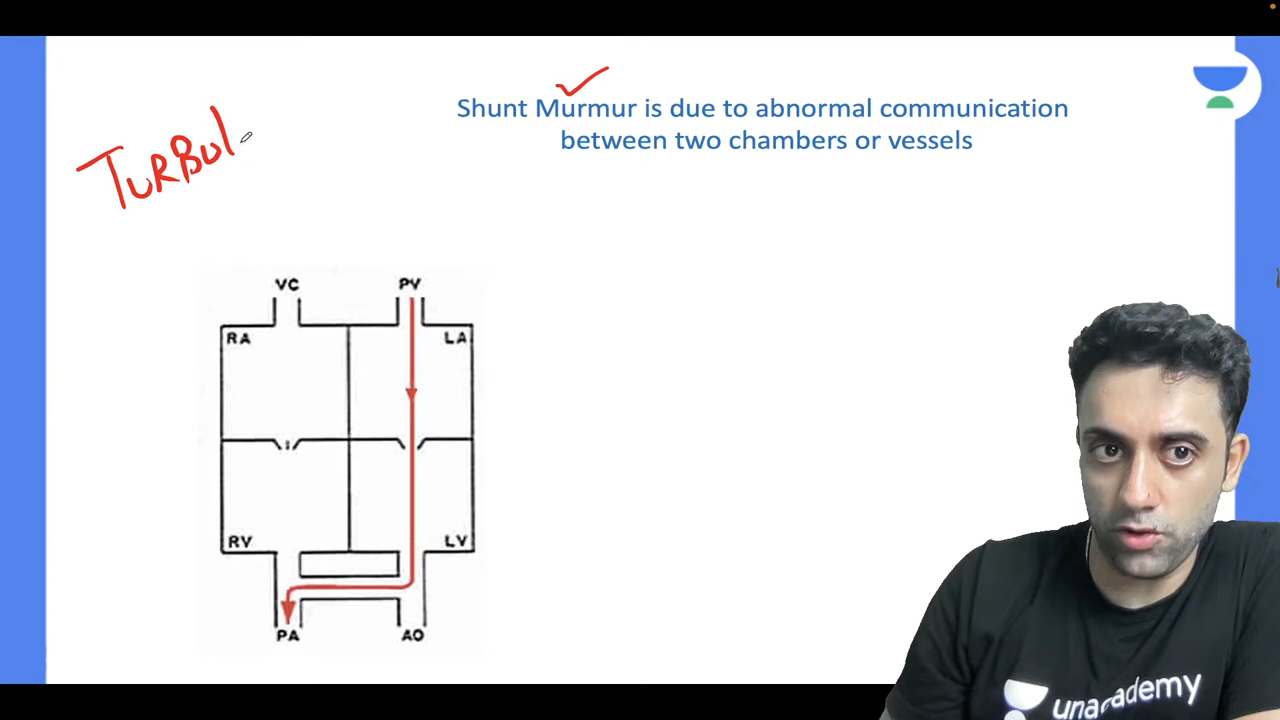 Shunt Murmur is due to abnormal communication
between two chambers or vessels
TURBUL
VC PV
RA LA
RV LV
PA AO
unacademy